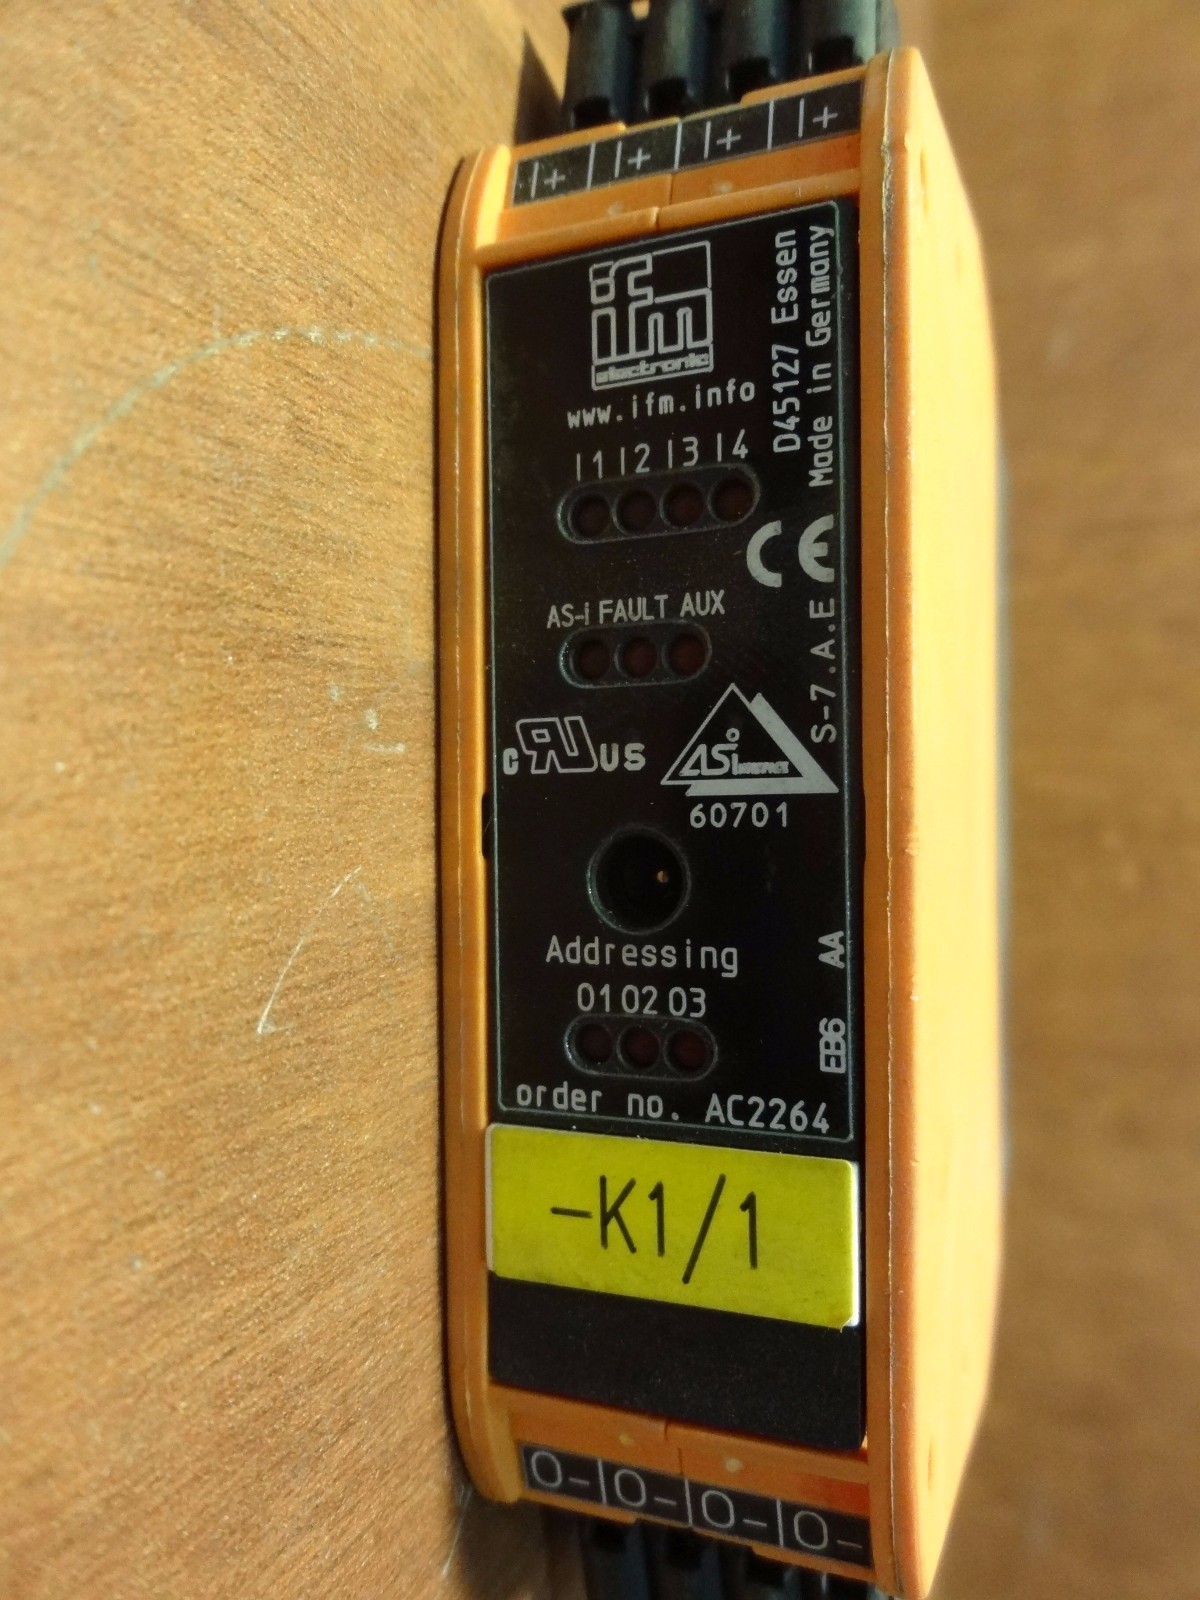 I+ I+ I+ I+
ifm
electronic
www.ifm.info
D45127 Essen
Made in Germany
I1 I2 I3 I4
CE
AS-i FAULT AUX
S-7.A.E
c RU US
ASi
60701
Addressing
AA
O1 O2 O3
EB6
order no. AC2264
-K1/1
O- O- O- O-